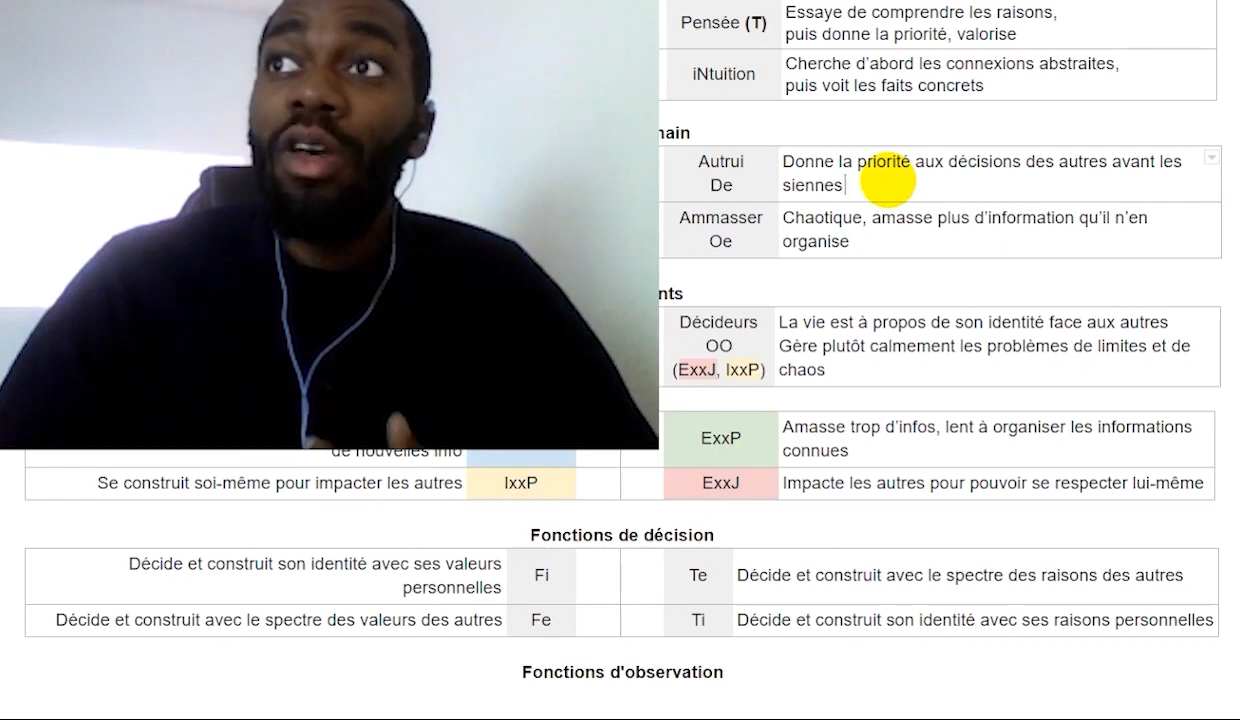 Pensée (T)
Essaye de comprendre les raisons,
puis donne la priorité, valorise
iNtuition
Cherche d'abord les connexions abstraites,
puis voit les faits concrets
Autrui
De
Donne la priorité aux décisions des autres avant les
siennes
Ammasser
Oe
Chaotique, amasse plus d'information qu'il n'en
organise
Décideurs
OO
(ExxJ, IxxP)
La vie est à propos de son identité face aux autres
Gère plutôt calmement les problèmes de limites et de
chaos
de nouvelles info
ExxP
Amasse trop d'infos, lent à organiser les informations
connues
Se construit soi-même pour impacter les autres
IxxP
ExxJ
Impacte les autres pour pouvoir se respecter lui-même
Fonctions de décision
Décide et construit son identité avec ses valeurs
personnelles
Fi
Te
Décide et construit avec le spectre des raisons des autres
Décide et construit avec le spectre des valeurs des autres
Fe
Ti
Décide et construit son identité avec ses raisons personnelles
Fonctions d'observation